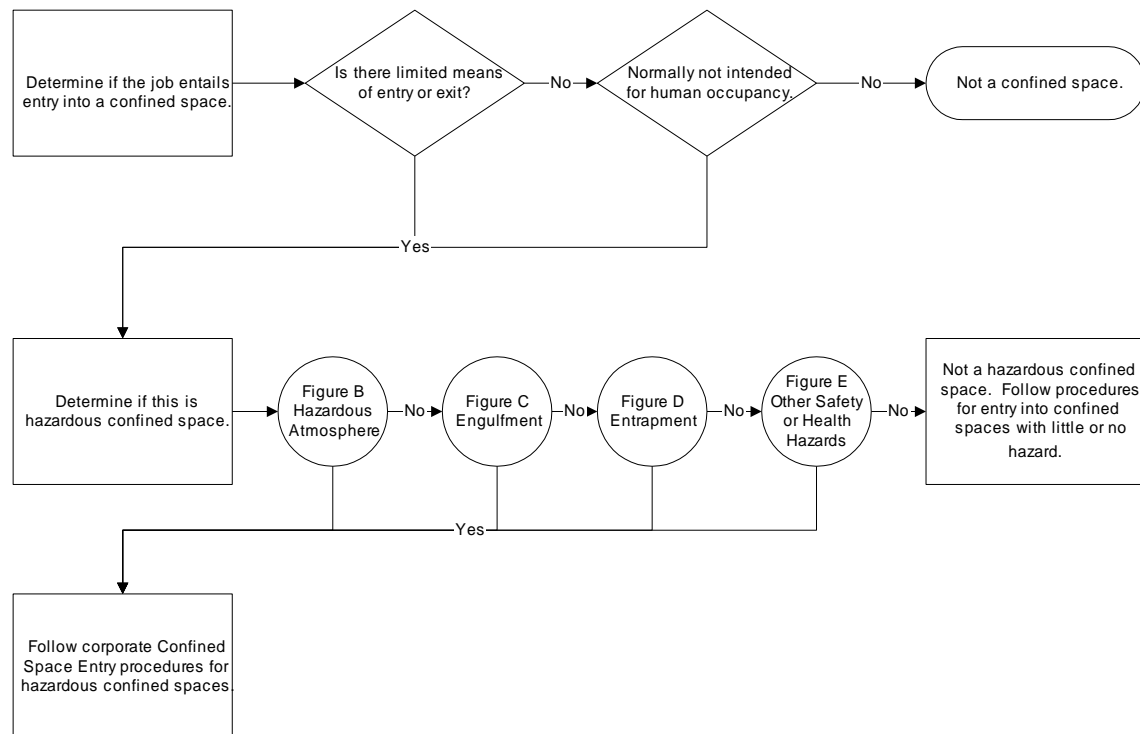 Determine if the job entails
entry into a confined space.
Is there limited means
of entry or exit?
No
Normally not intended
for human occupancy.
No
Not a confined space.
Yes
Determine if this is
hazardous confined space.
Figure B
Hazardous
Atmosphere
No
Figure C
Engulfment
No
Figure D
Entrapment
No
Figure E
Other Safety
or Health
Hazards
No
Not a hazardous confined
space. Follow procedures
for entry into confined
spaces with little or no
hazard.
Yes
Follow corporate Confined
Space Entry procedures for
hazardous confined spaces.